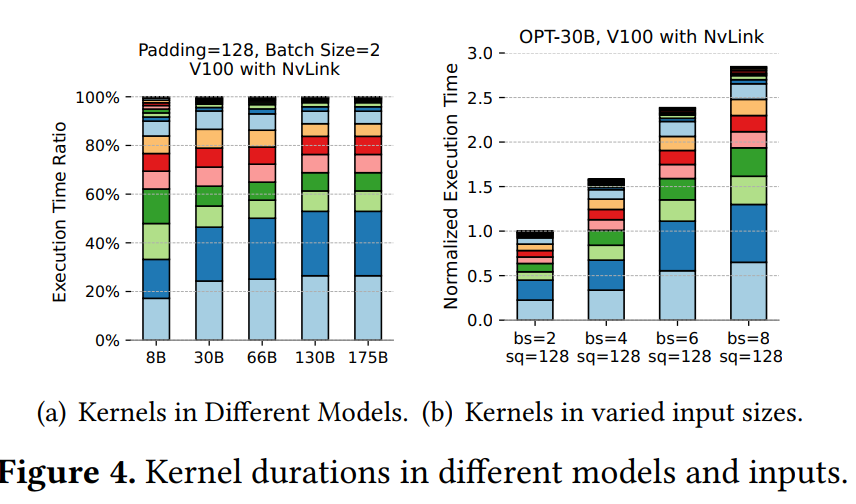 Padding=128, Batch Size=2
V100 with NvLink
Execution Time Ratio
100%
80%
60%
40%
20%
0%
8B 30B 66B 130B 175B
OPT-30B, V100 with NvLink
Normalized Execution Time
3.0
2.5
2.0
1.5
1.0
0.5
0.0
bs=2 bs=4 bs=6 bs=8
sq=128 sq=128 sq=128 sq=128
(a) Kernels in Different Models. (b) Kernels in varied input sizes.
Figure 4. Kernel durations in different models and inputs.